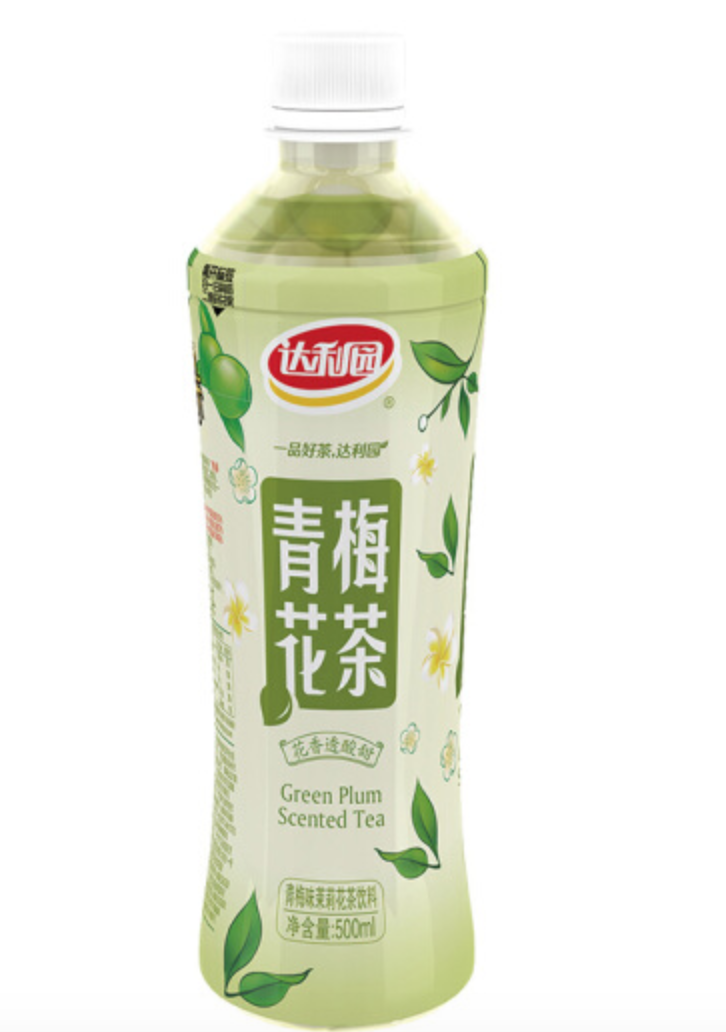 达利园
®
一品好茶,达利园
青梅
花茶
花香透酸甜
Green Plum
Scented Tea
青梅味茉莉花茶饮料
净含量:500ml